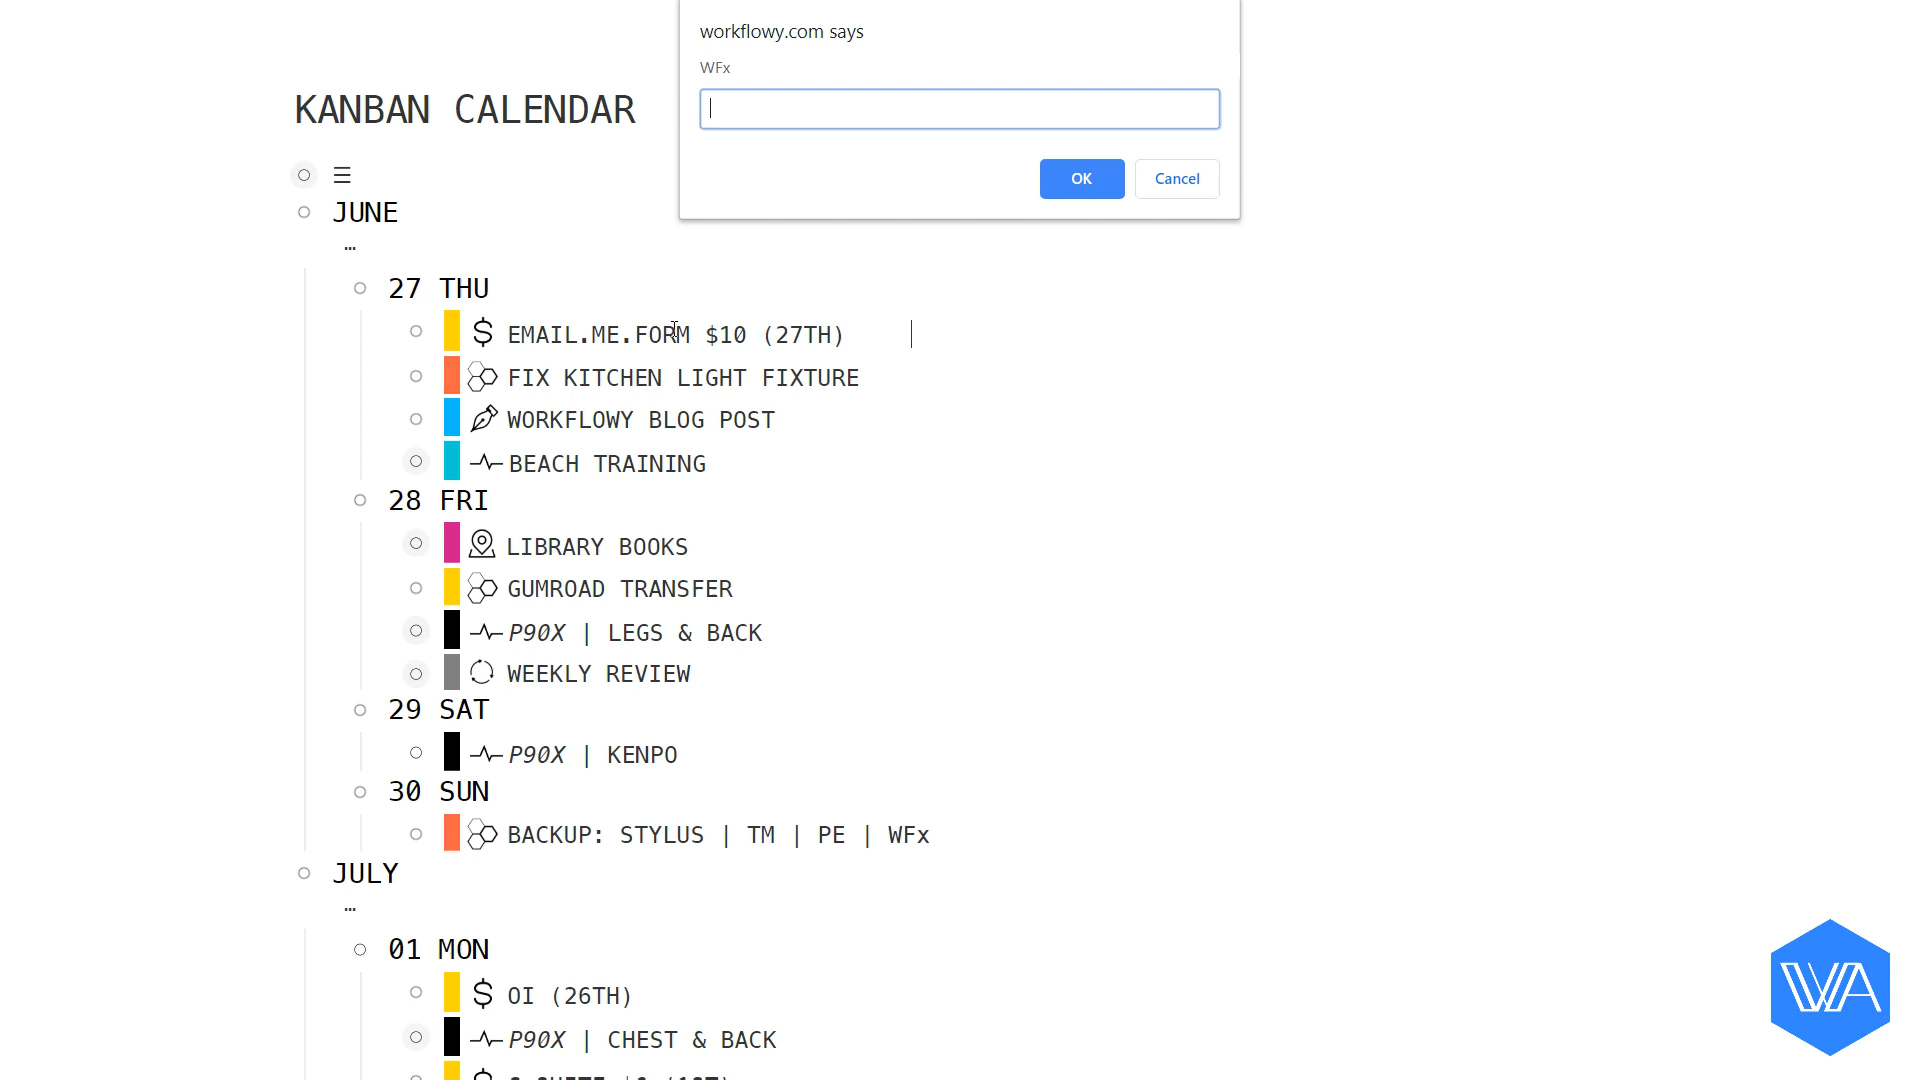 workflowy.com says
WFx
OK
Cancel
KANBAN CALENDAR
JUNE
...
27 THU
$ EMAIL.ME.FORM $10 (27TH)
FIX KITCHEN LIGHT FIXTURE
WORKFLOWY BLOG POST
BEACH TRAINING
28 FRI
LIBRARY BOOKS
GUMROAD TRANSFER
P90X | LEGS & BACK
WEEKLY REVIEW
29 SAT
P90X | KENPO
30 SUN
BACKUP: STYLUS | TM | PE | WFx
JULY
...
01 MON
$ OI (26TH)
P90X | CHEST & BACK
WA